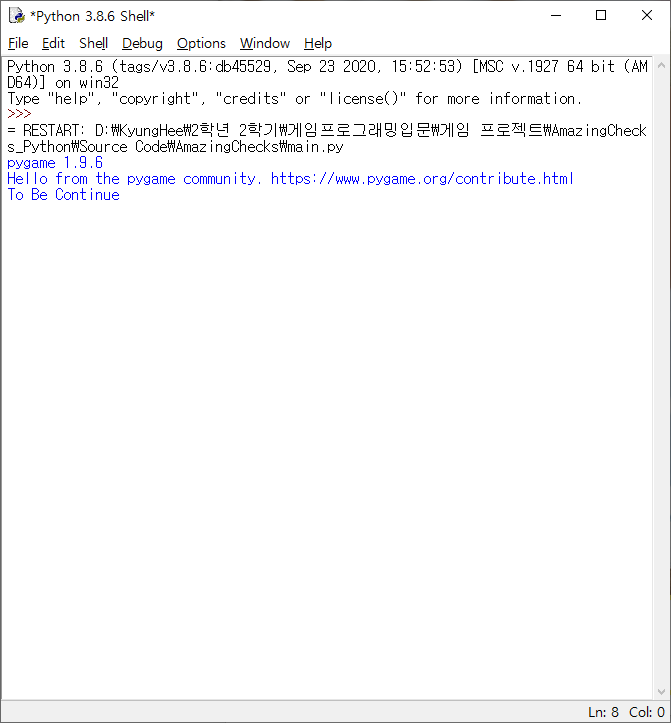 *Python 3.8.6 Shell*
File Edit Shell Debug Options Window Help
Python 3.8.6 (tags/v3.8.6:db45529, Sep 23 2020, 15:52:53) [MSC v.1927 64 bit (AM
D64)] on win32
Type "help", "copyright", "credits" or "license()" for more information.
>>>
= RESTART: D:₩KyungHee₩2학년 2학기₩게임프로그래밍입문₩게임 프로젝트₩AmazingCheck
s_Python₩Source Code₩AmazingChecks₩main.py
pygame 1.9.6
Hello from the pygame community. https://www.pygame.org/contribute.html
To Be Continue
Ln: 8 Col: 0